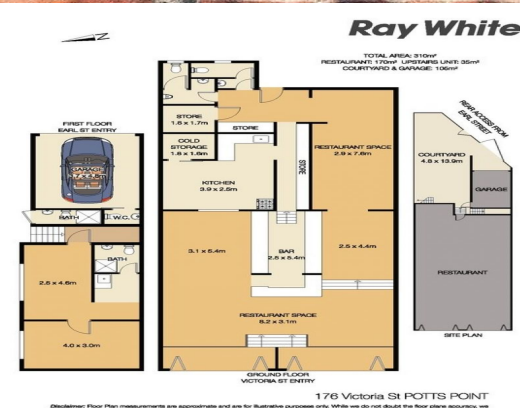 Ray White
N
TOTAL AREA: 310m²
RESTAURANT: 170m² UPSTAIRS UNIT: 35m²
COURTYARD & GARAGE: 106m²
FIRST FLOOR
EARL ST ENTRY
GARAGE
BATH
W.C.
BATH
2.5 x 4.6m
4.0 x 3.0m
STORE
1.6 x 1.7m
COLD
STORAGE
1.8 x 1.8m
STORE
KITCHEN
3.9 x 2.5m
STORE
RESTAURANT SPACE
2.9 x 7.6m
3.1 x 5.4m
BAR
2.5 x 5.4m
2.5 x 4.4m
RESTAURANT SPACE
8.2 x 3.1m
GROUND FLOOR
VICTORIA ST ENTRY
REAR ACCESS FROM
EARL STREET
COURTYARD
4.8 x 13.9m
GARAGE
RESTAURANT
SITE PLAN
176 Victoria St POTTS POINT
Disclaimer: Floor Plan measurements are approximate and are for illustrative purposes only. While we do not doubt the floor plans accuracy, we